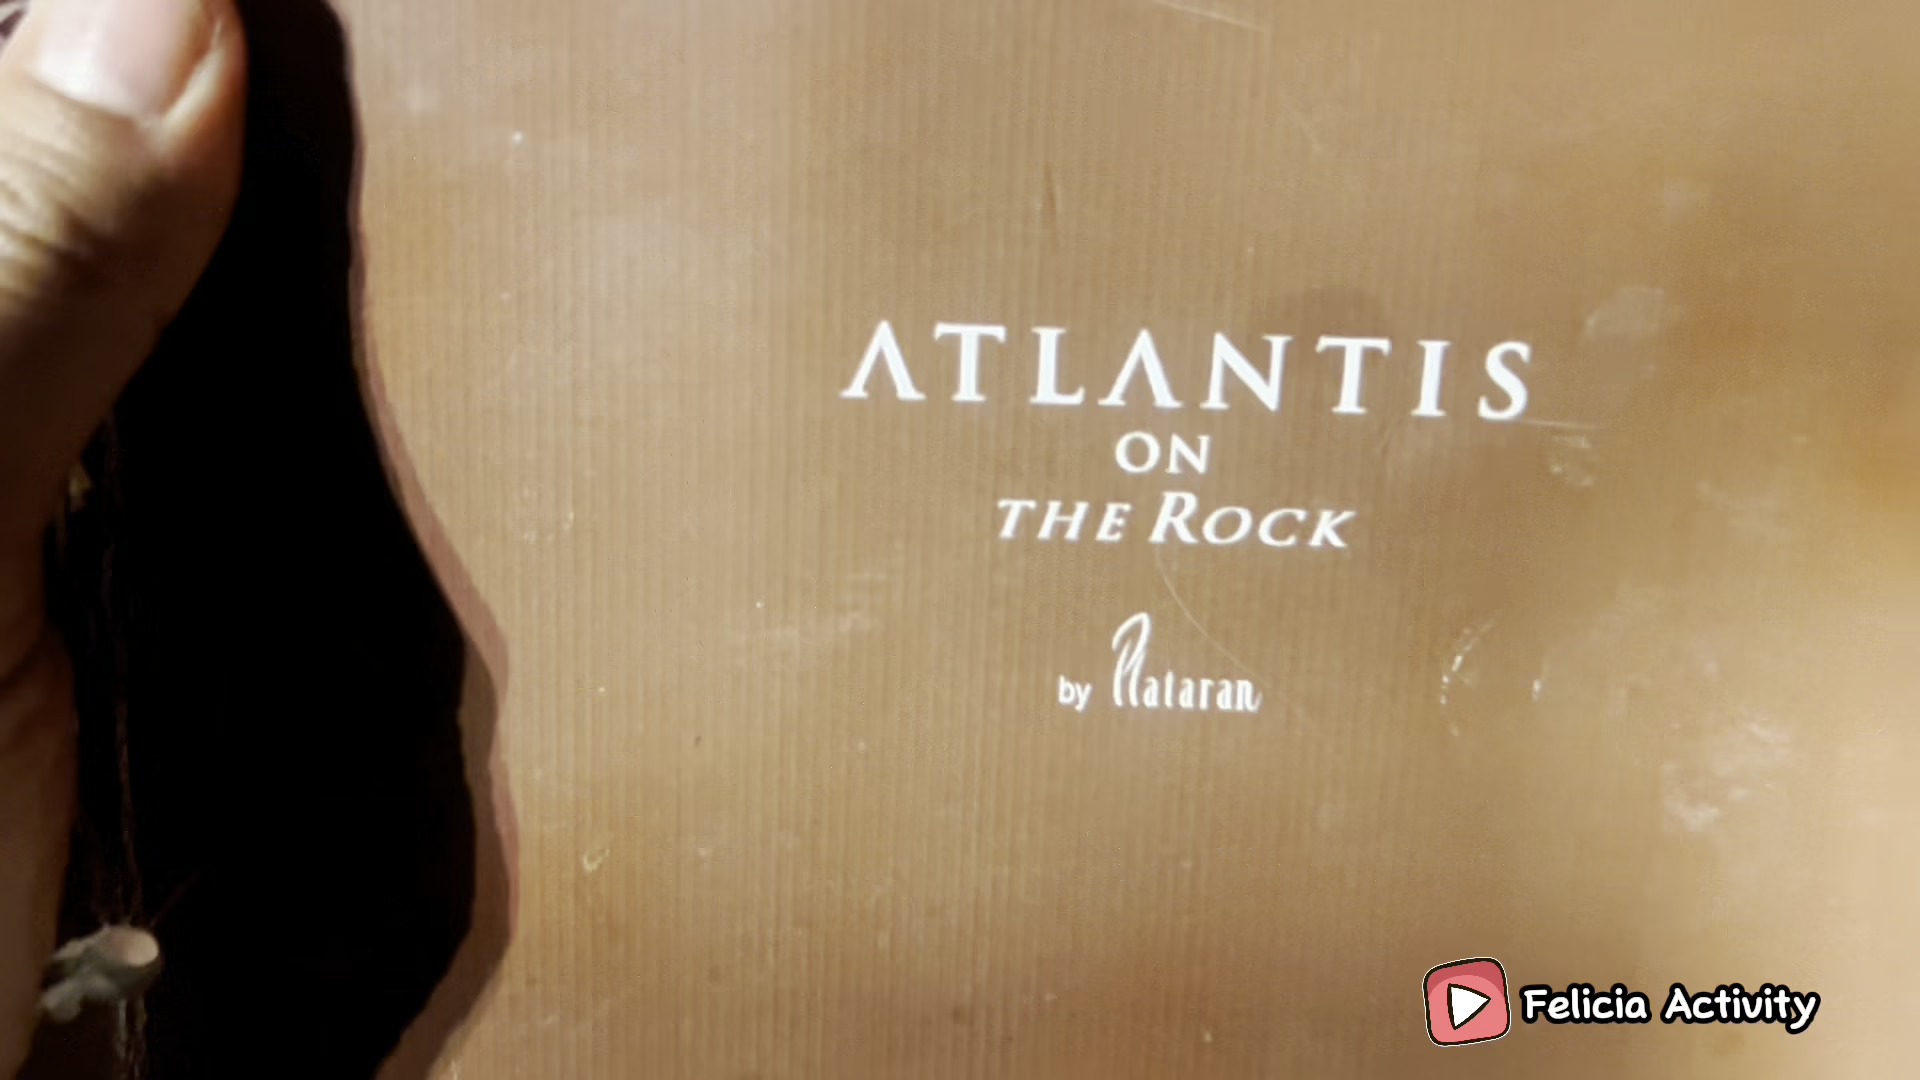 ATLANTIS
ON
THE ROCK
by Plataran
Felicia Activity